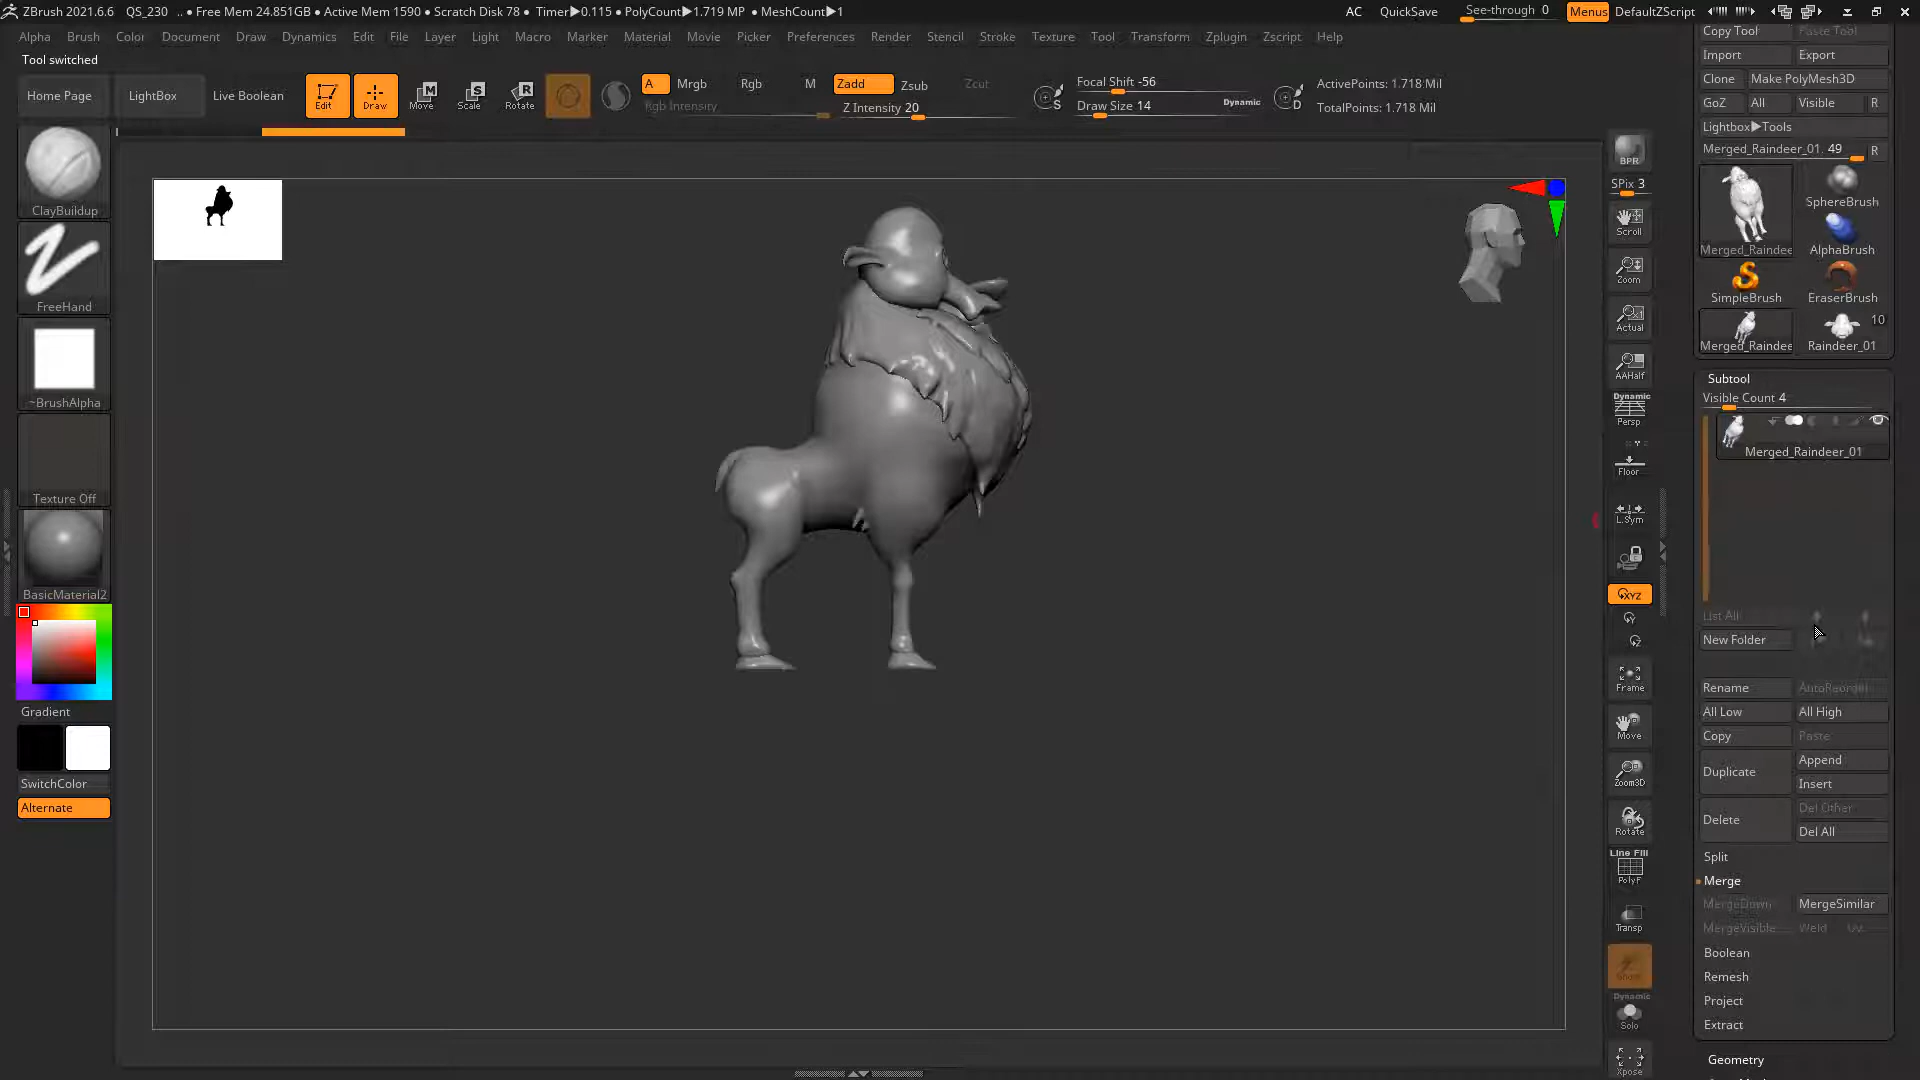 ZBrush 2021.6.6 QS_230 .. • Free Mem 24.851GB • Active Mem 1590 • Scratch Disk 78 • Timer▶0.115 • PolyCount▶1.719 MP • MeshCount▶1 AC QuickSave See-through 0 Menus DefaultZScript
Alpha Brush Color Document Draw Dynamics Edit File Layer Light Macro Marker Material Movie Picker Preferences Render Stencil Stroke Texture Tool Transform Zplugin Zscript Help
Tool switched
Home Page LightBox Live Boolean Edit Draw Move Scale Rotate
A Mrgb Rgb M Zadd Zsub Zcut
Rgb Intensity Z Intensity 20
Focal Shift -56
Draw Size 14 Dynamic
S D
ActivePoints: 1.718 Mil
TotalPoints: 1.718 Mil
ClayBuildup
FreeHand
~BrushAlpha
Texture Off
BasicMaterial2
Gradient
SwitchColor
Alternate
BPR
SPix 3
Scroll
Zoom
Actual
AAHalf
Dynamic
Persp
Floor
L.Sym
XYZ
Frame
Move
Zoom3D
Rotate
Line Fill
PolyF
Transp
Dynamic
Solo
Xpose
Copy Tool Paste Tool
Import Export
Clone Make PolyMesh3D
GoZ All Visible R
Lightbox▶Tools
Merged_Raindeer_01. 49 R
Merged_Raindee SphereBrush
AlphaBrush
SimpleBrush EraserBrush
10
Merged_Raindee Raindeer_01
Subtool
Visible Count 4
Merged_Raindeer_01
List All
New Folder
Rename AutoReorder
All Low All High
Copy Paste
Duplicate Append
Insert
Delete Del Other
Del All
Split
Merge
MergeDown MergeSimilar
MergeVisible Weld Uv
Boolean
Remesh
Project
Extract
Geometry